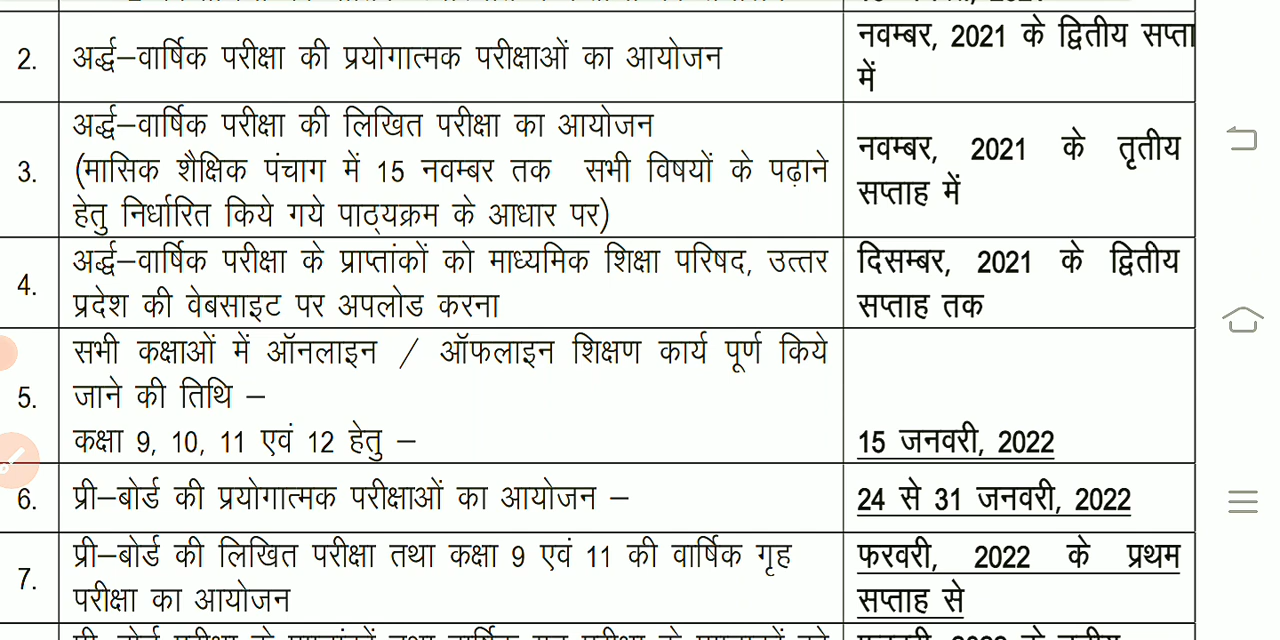 2.
अर्द्ध–वार्षिक परीक्षा की प्रयोगात्मक परीक्षाओं का आयोजन
नवम्बर, 2021 के द्वितीय सप्ता
में
3.
अर्द्ध–वार्षिक परीक्षा की लिखित परीक्षा का आयोजन
(मासिक शैक्षिक पंचाग में 15 नवम्बर तक सभी विषयों के पढ़ाने
हेतु निर्धारित किये गये पाठ्यक्रम के आधार पर)
नवम्बर, 2021 के तृतीय
सप्ताह में
4.
अर्द्ध–वार्षिक परीक्षा के प्राप्तांकों को माध्यमिक शिक्षा परिषद, उत्तर
प्रदेश की वेबसाइट पर अपलोड करना
दिसम्बर, 2021 के द्वितीय
सप्ताह तक
5.
सभी कक्षाओं में ऑनलाइन / ऑफलाइन शिक्षण कार्य पूर्ण किये
जाने की तिथि –
कक्षा 9, 10, 11 एवं 12 हेतु –
15 जनवरी, 2022
6.
प्री–बोर्ड की प्रयोगात्मक परीक्षाओं का आयोजन –
24 से 31 जनवरी, 2022
7.
प्री–बोर्ड की लिखित परीक्षा तथा कक्षा 9 एवं 11 की वार्षिक गृह
परीक्षा का आयोजन
फरवरी, 2022 के प्रथम
सप्ताह से